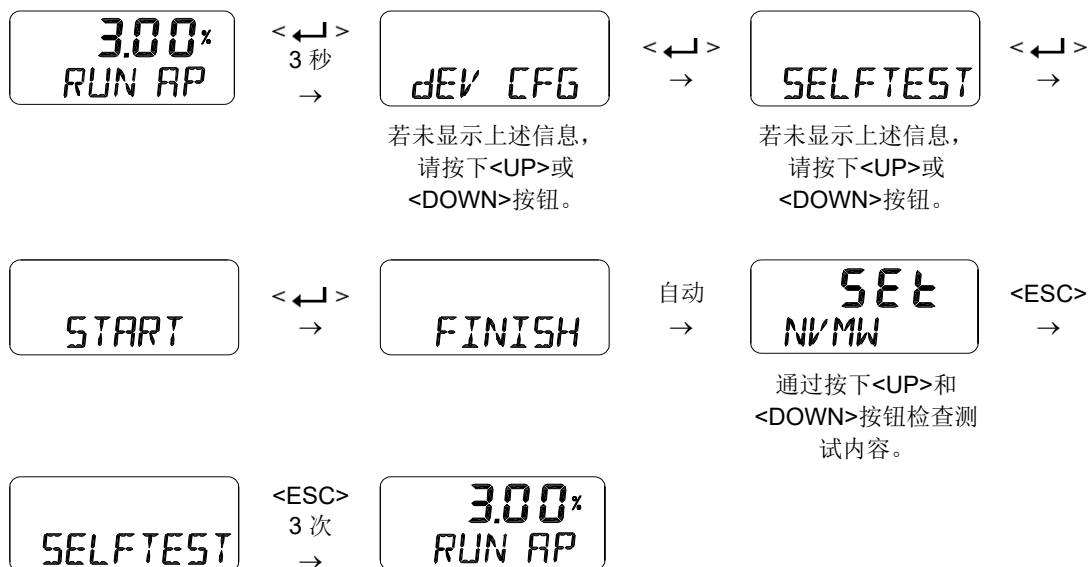 3.00%
RUN AP
<↵>
3 秒
→
dEV CFG
若未显示上述信息，
请按下<UP>或
<DOWN>按钮。
<↵>
→
SELFTEST
若未显示上述信息，
请按下<UP>或
<DOWN>按钮。
<↵>
→
START
<↵>
→
FINISH
自动
→
SEt
NVMW
通过按下<UP>和
<DOWN>按钮检查测
试内容。
<ESC>
→
SELFTEST
<ESC>
3 次
→
3.00%
RUN AP